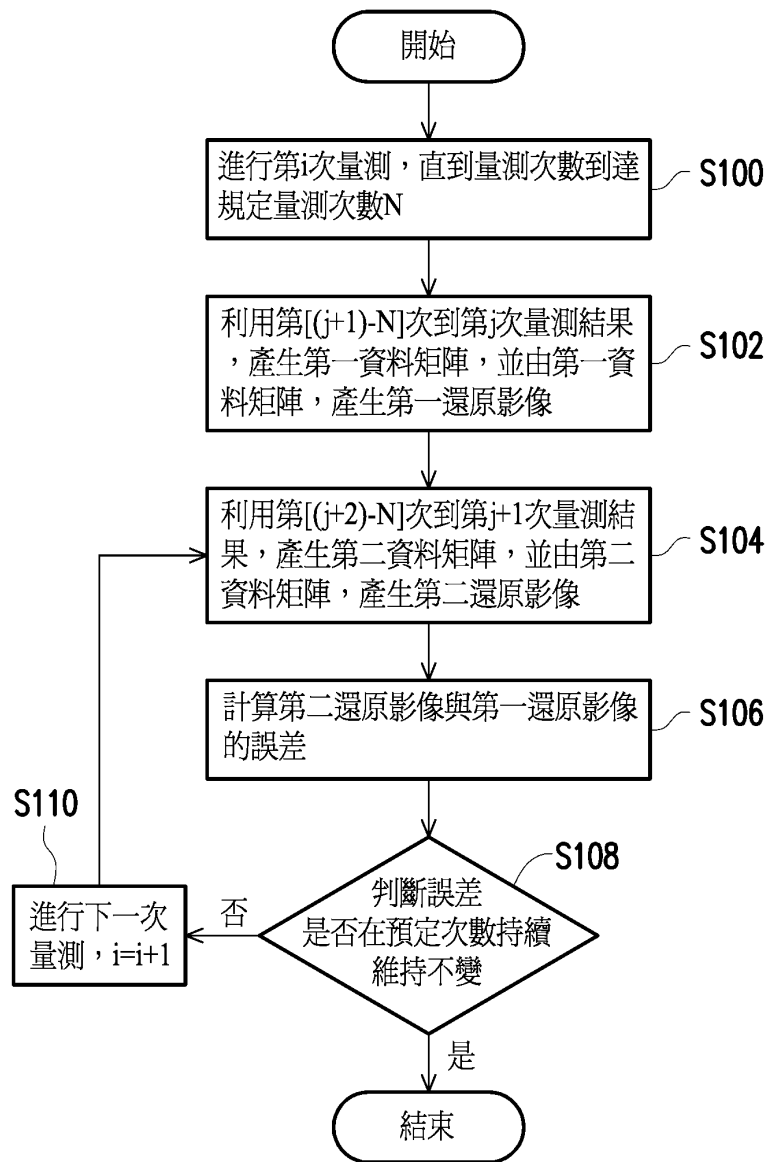 開始
進行第i次量測，直到量測次數到達
規定量測次數N
S100
利用第[(j+1)-N]次到第j次量測結果
，產生第一資料矩陣，並由第一資
料矩陣，產生第一還原影像
S102
利用第[(j+2)-N]次到第j+1次量測結
果，產生第二資料矩陣，並由第二
資料矩陣，產生第二還原影像
S104
計算第二還原影像與第一還原影像
的誤差
S106
S108
判斷誤差
是否在預定次數持續
維持不變
否
S110
進行下一次
量測，i=i+1
是
結束